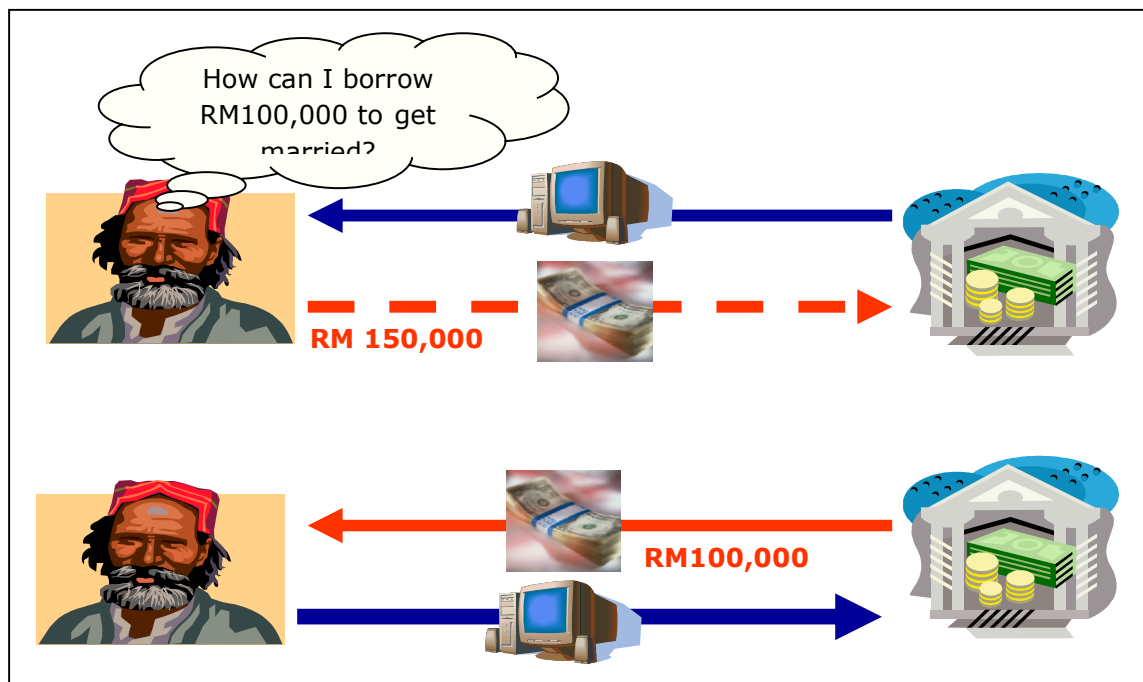 How can I borrow
RM100,000 to get
married?
RM 150,000
RM100,000